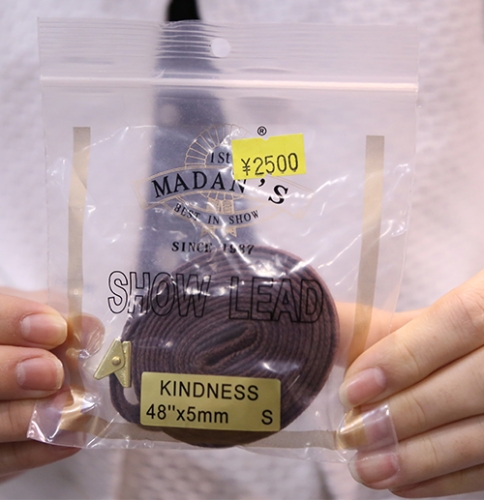 ®
1St
¥2500
MADAN'S
BEST IN SHOW
SINCE 1987
SHOW LEAD
KINDNESS
48"x5mm S